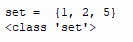 set =  {1, 2, 5}
<class 'set'>